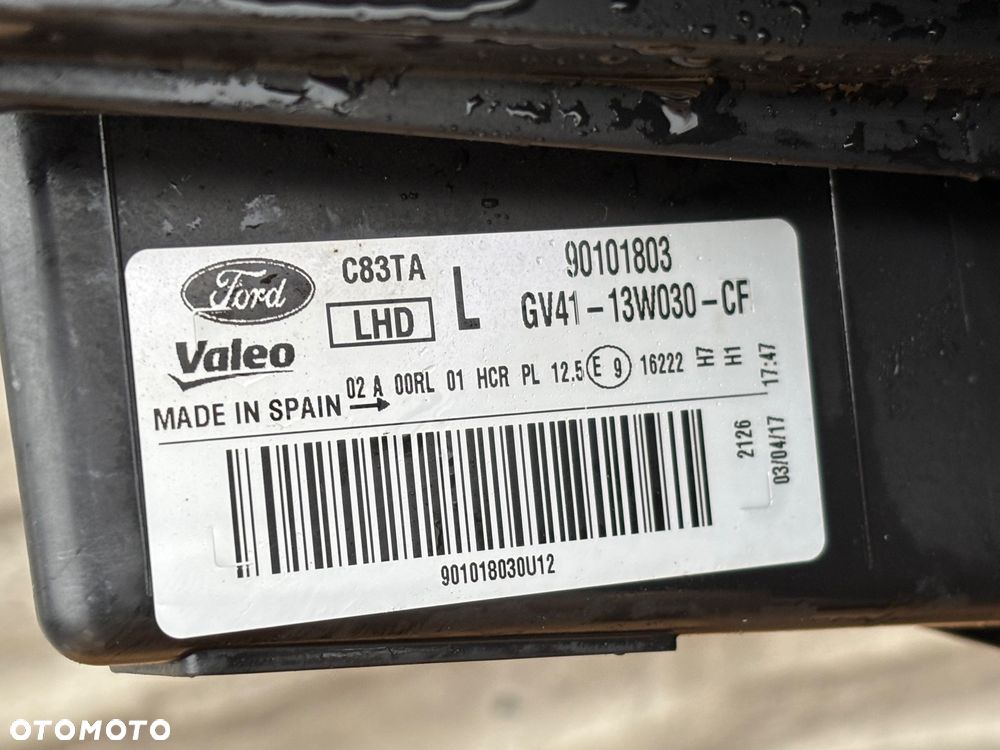 Ford
Valeo
MADE IN SPAIN
C83TA
LHD
L
90101803
GV41-13W030-CF
02 A 00RL 01 HCR PL 12.5 E 9 16222
H7
H1
17:47
2126
03/04/17
901018030U12
OTOMOTO